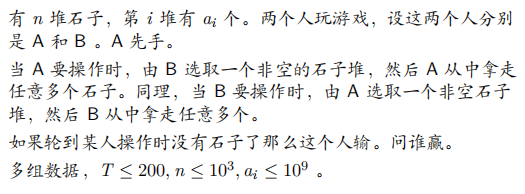 有 n 堆石子，第 i 堆有 a_i 个。两个人玩游戏，设这两个人分别
是 A 和 B 。A 先手。
当 A 要操作时，由 B 选取一个非空的石子堆，然后 A 从中拿走
任意多个石子。同理，当 B 要操作时，由 A 选取一个非空石子
堆，然后 B 从中拿走任意多个。
如果轮到某人操作时没有石子了那么这个人输。问谁赢。
多组数据，T ≤ 200, n ≤ 10^3, a_i ≤ 10^9 。